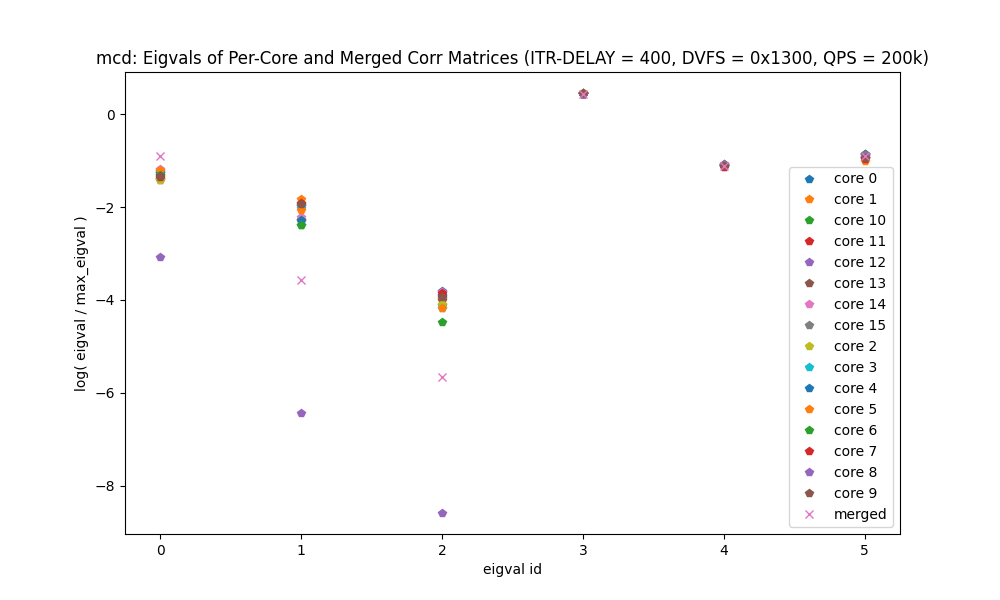 mcd: Eigvals of Per-Core and Merged Corr Matrices (ITR-DELAY = 400, DVFS = 0x1300, QPS = 200k)
log( eigval / max_eigval )
0
−2
−4
−6
−8
core 0
core 1
core 10
core 11
core 12
core 13
core 14
core 15
core 2
core 3
core 4
core 5
core 6
core 7
core 8
core 9
merged
0 1 2 3 4 5
eigval id